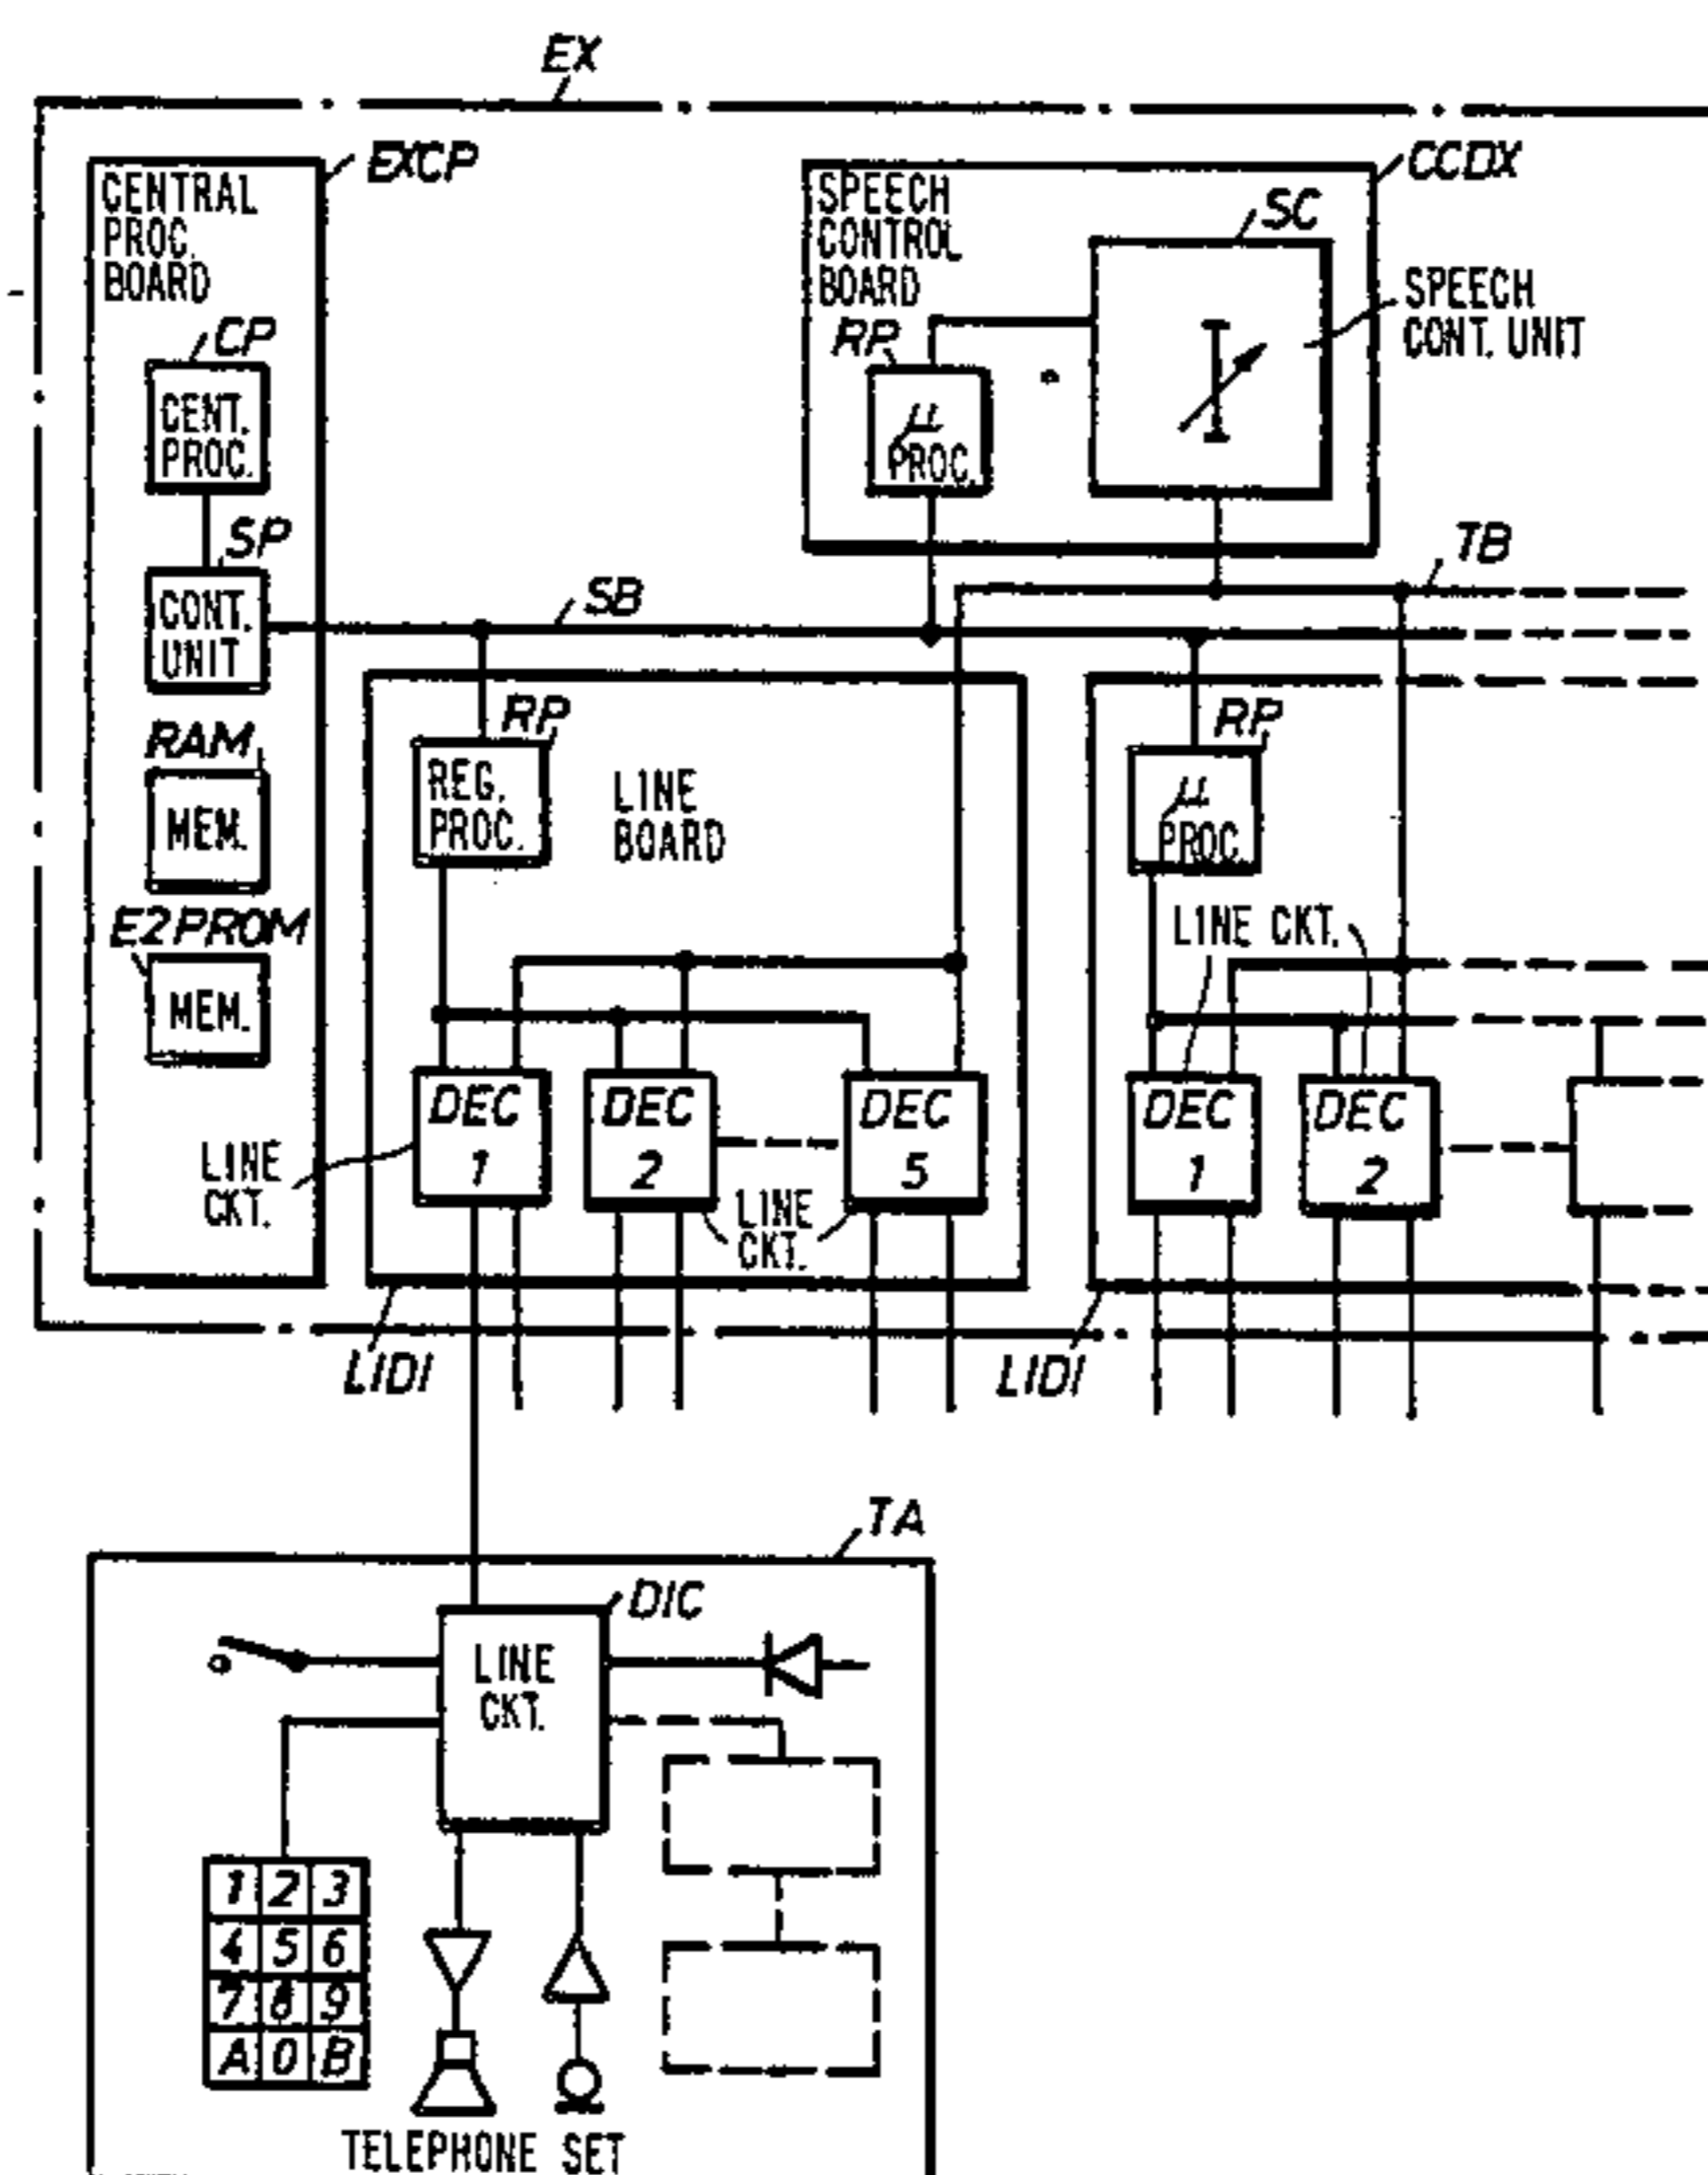 EX
EXCP
CENTRAL
PROC.
BOARD
CP
CENT.
PROC.
SP
CONT.
UNIT
RAM
MEM.
E2PROM
MEM.
CCDX
SPEECH
CONTROL
BOARD
SC
SPEECH
CONT. UNIT
RP
μ
PROC.
TB
SB
RP
REG.
PROC.
LINE
BOARD
RP
μ
PROC
LINE CKT.
DEC
1
DEC
2
DEC
5
DEC
1
DEC
2
LINE
CKT.
LINE
CKT.
LIDI
LIDI
TA
DIC
LINE
CKT.
1 2 3
4 5 6
7 8 9
A 0 B
TELEPHONE SET